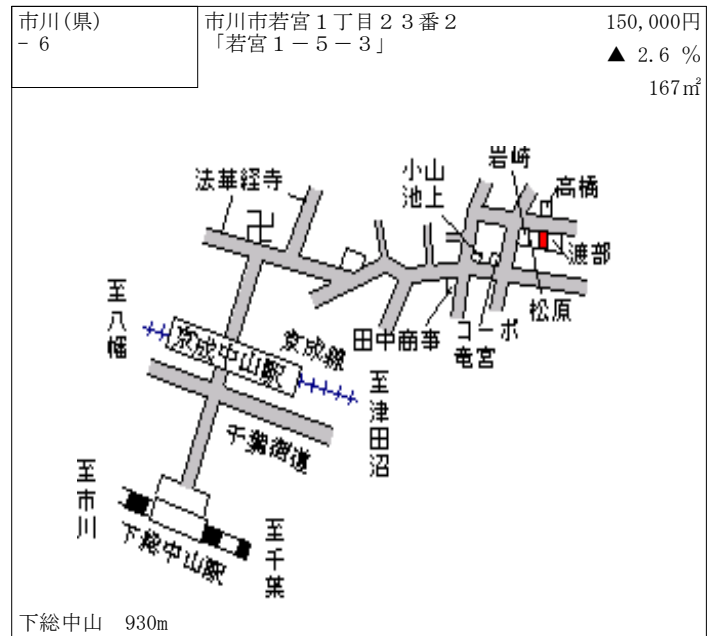 市川(県)
- 6
市川市若宮１丁目２３番２
「若宮１－５－３」
150,000円
▲ 2.6 %
167㎡
岩崎
小山
池上
高橋
法華経寺
渡部
至八幡
松原
田中商事
コーポ
竜宮
京成線
京成中山駅
至津田沼
千葉街道
至市川
下総中山駅
至千葉
下総中山　930m